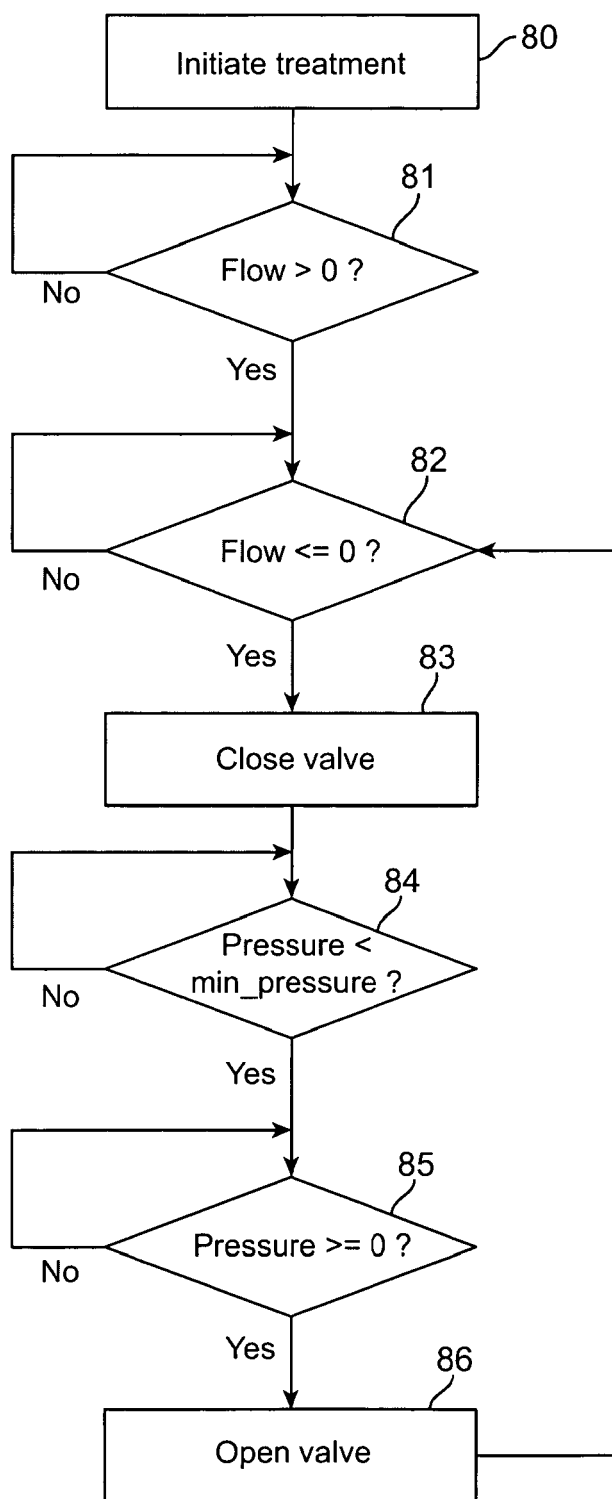 80
Initiate treatment
81
Flow > 0 ?
No
Yes
82
Flow <= 0 ?
No
Yes
83
Close valve
84
Pressure <
min_pressure ?
No
Yes
85
Pressure >= 0 ?
No
Yes
86
Open valve